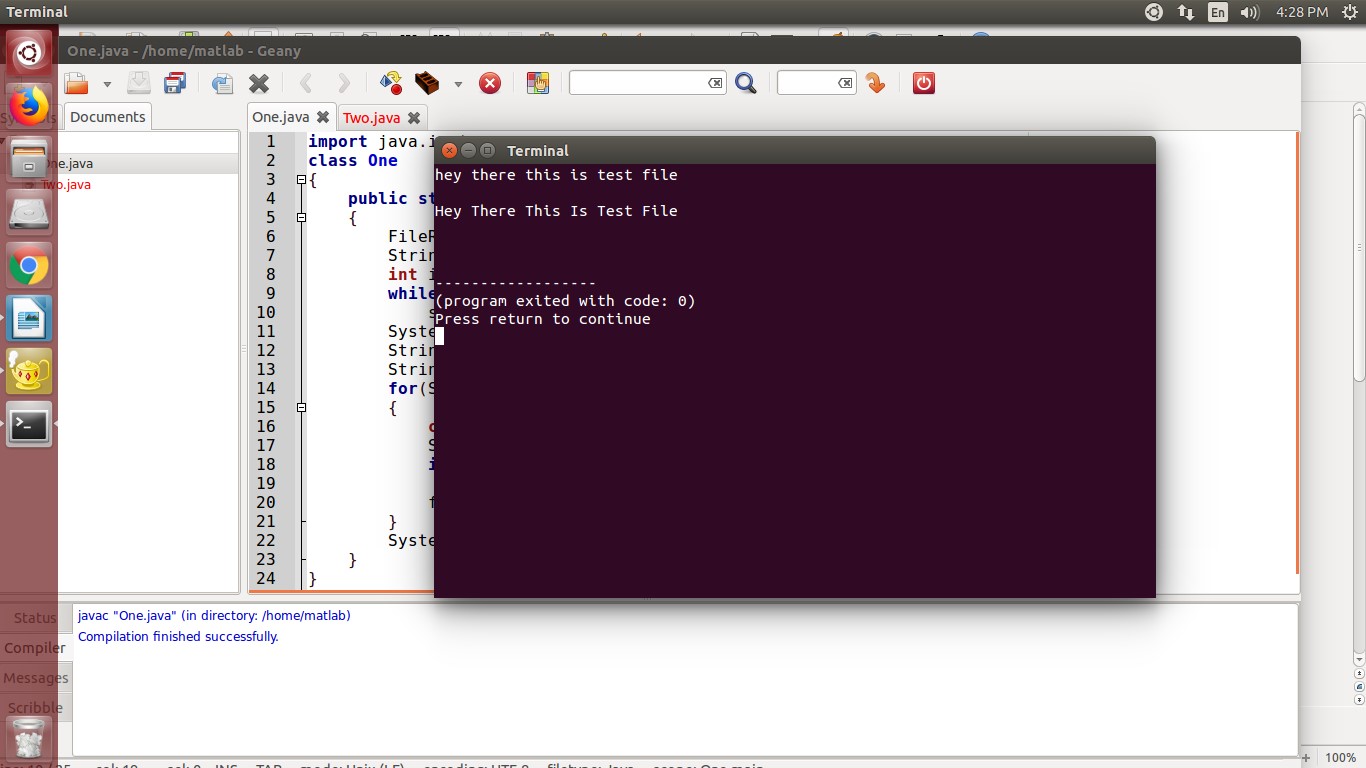 Terminal
En
4:28 PM
One.java - /home/matlab - Geany
Documents
One.java
Two.java
One.java
Two.java
1 import java.i
2 class One
3 {
4 public st
5 {
6 FileR
7 Strin
8 int i
9 while
10 s
11 Syste
12 Strin
13 Strin
14 for(S
15 {
16
17 S
18 i
19
20 f
21 }
22 Syste
23 }
24 }
Terminal
hey there this is test file
Hey There This Is Test File
------------------
(program exited with code: 0)
Press return to continue
Status
Compiler
Messages
Scribble
javac "One.java" (in directory: /home/matlab)
Compilation finished successfully.
100%